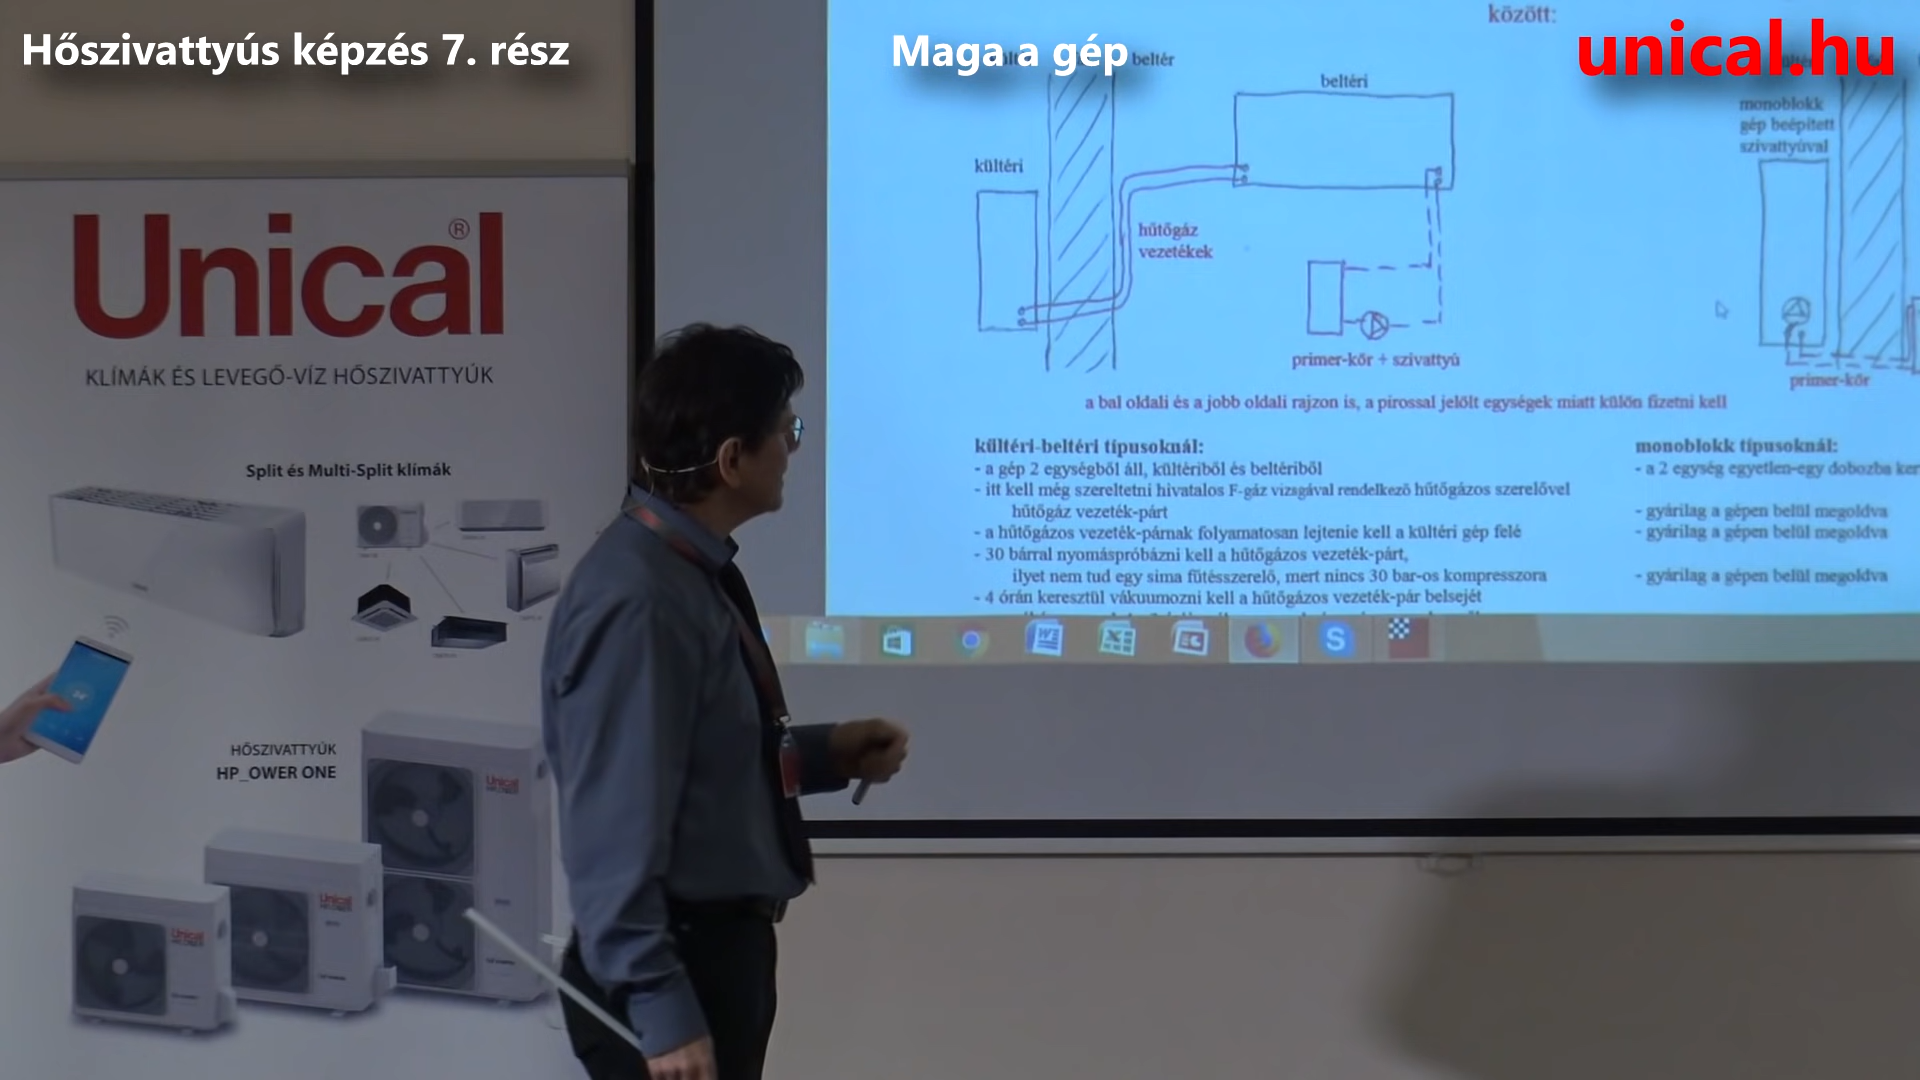 Hőszivattyús képzés 7. rész
Maga a gép
unical.hu
Unical®
KLÍMÁK ÉS LEVEGŐ-VÍZ HŐSZIVATTYÚK
Split és Multi-Split klímák
HŐSZIVATTYÚK
HP_OWER ONE
Unical
Unical
Unical
között:
beltér
beltéri
kültéri
hűtőgáz
vezetékek
primer-kör + szivattyú
monoblokk
gép beépített
szivattyúval
primer-kör
a bal oldali és a jobb oldali rajzon is, a pirossal jelölt egységek miatt külön fizetni kell
kültéri-beltéri típusoknál:
- a gép 2 egységből áll, kültériből és beltériből
- itt kell még szereltetni hivatalos F-gáz vizsgával rendelkező hűtőgázos szerelővel
hűtőgáz vezeték-párt
- a hűtőgázos vezeték-párnak folyamatosan lejtenie kell a kültéri gép felé
- 30 bárral nyomáspróbázni kell a hűtőgázos vezeték-párt,
ilyet nem tud egy sima fűtésszerelő, mert nincs 30 bar-os kompresszora
- 4 órán keresztül vákuumozni kell a hűtőgázos vezeték-pár belsejét
monoblokk típusoknál:
- a 2 egység egyetlen-egy dobozba ker
- gyárilag a gépen belül megoldva
- gyárilag a gépen belül megoldva
- gyárilag a gépen belül megoldva